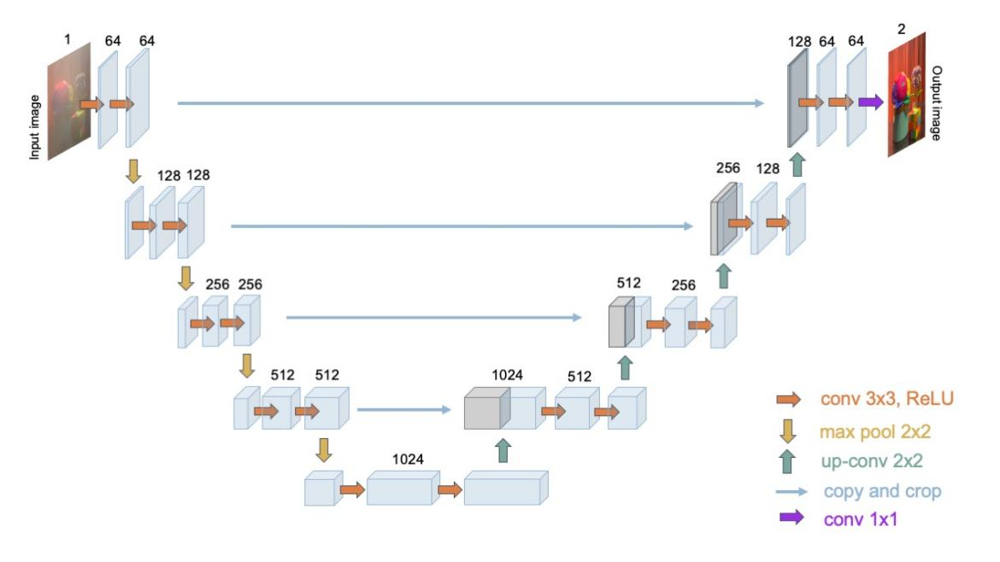 1 64 64
128 64 64 2
Input image
Output image
128 128
256 128
256 256
512 256
512 512
1024 512
1024
conv 3x3, ReLU
max pool 2x2
up-conv 2x2
copy and crop
conv 1x1